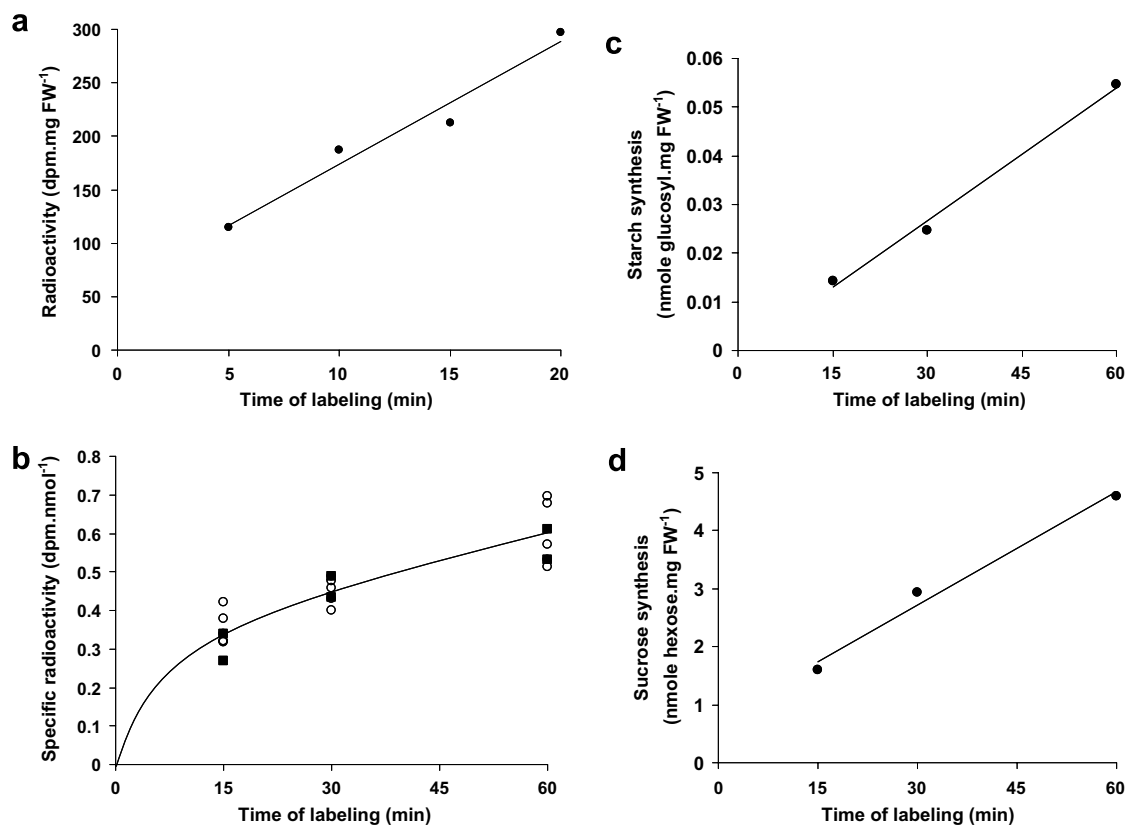 a
Radioactivity (dpm.mg FW⁻¹)
300
250
200
150
100
50
0
0 5 10 15 20
Time of labeling (min)
b
Specific radioactivity (dpm.nmol⁻¹)
0.8
0.7
0.6
0.5
0.4
0.3
0.2
0.1
0
0 15 30 45 60
Time of labeling (min)
c
Starch synthesis
(nmole glucosyl.mg FW⁻¹)
0.06
0.05
0.04
0.03
0.02
0.01
0
0 15 30 45 60
Time of labeling (min)
d
Sucrose synthesis
(nmole hexose.mg FW⁻¹)
5
4
3
2
1
0
0 15 30 45 60
Time of labeling (min)